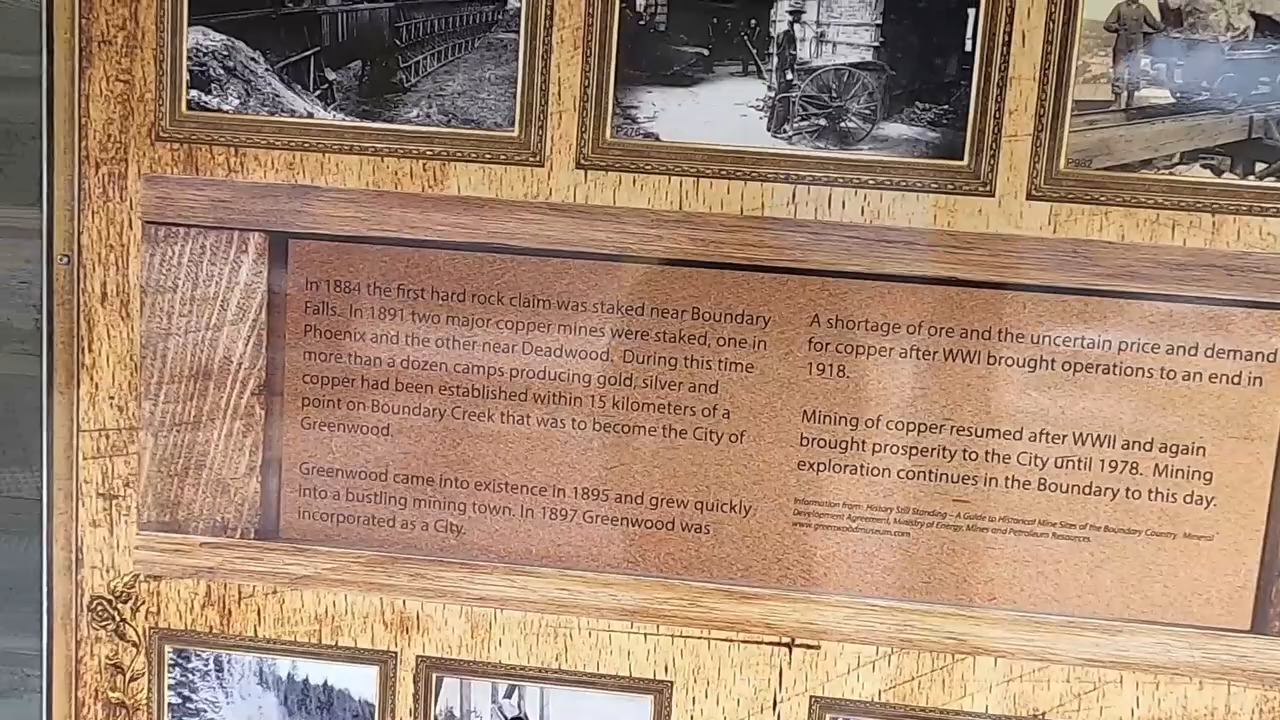 P276
P982
In 1884 the first hard rock claim was staked near Boundary
Falls. In 1891 two major copper mines were staked, one in
Phoenix and the other near Deadwood. During this time
more than a dozen camps producing gold, silver and
copper had been established within 15 kilometers of a
point on Boundary Creek that was to become the City of
Greenwood.
Greenwood came into existence in 1895 and grew quickly
into a bustling mining town. In 1897 Greenwood was
incorporated as a City.
A shortage of ore and the uncertain price and demand
for copper after WWI brought operations to an end in
1918.
Mining of copper resumed after WWII and again
brought prosperity to the City until 1978. Mining
exploration continues in the Boundary to this day.
Information from: History Still Standing - A Guide to Historical Mine Sites of the Boundary Country. Mineral
Development Agreement, Ministry of Energy, Mines and Petroleum Resources.
www.greenwoodmuseum.com